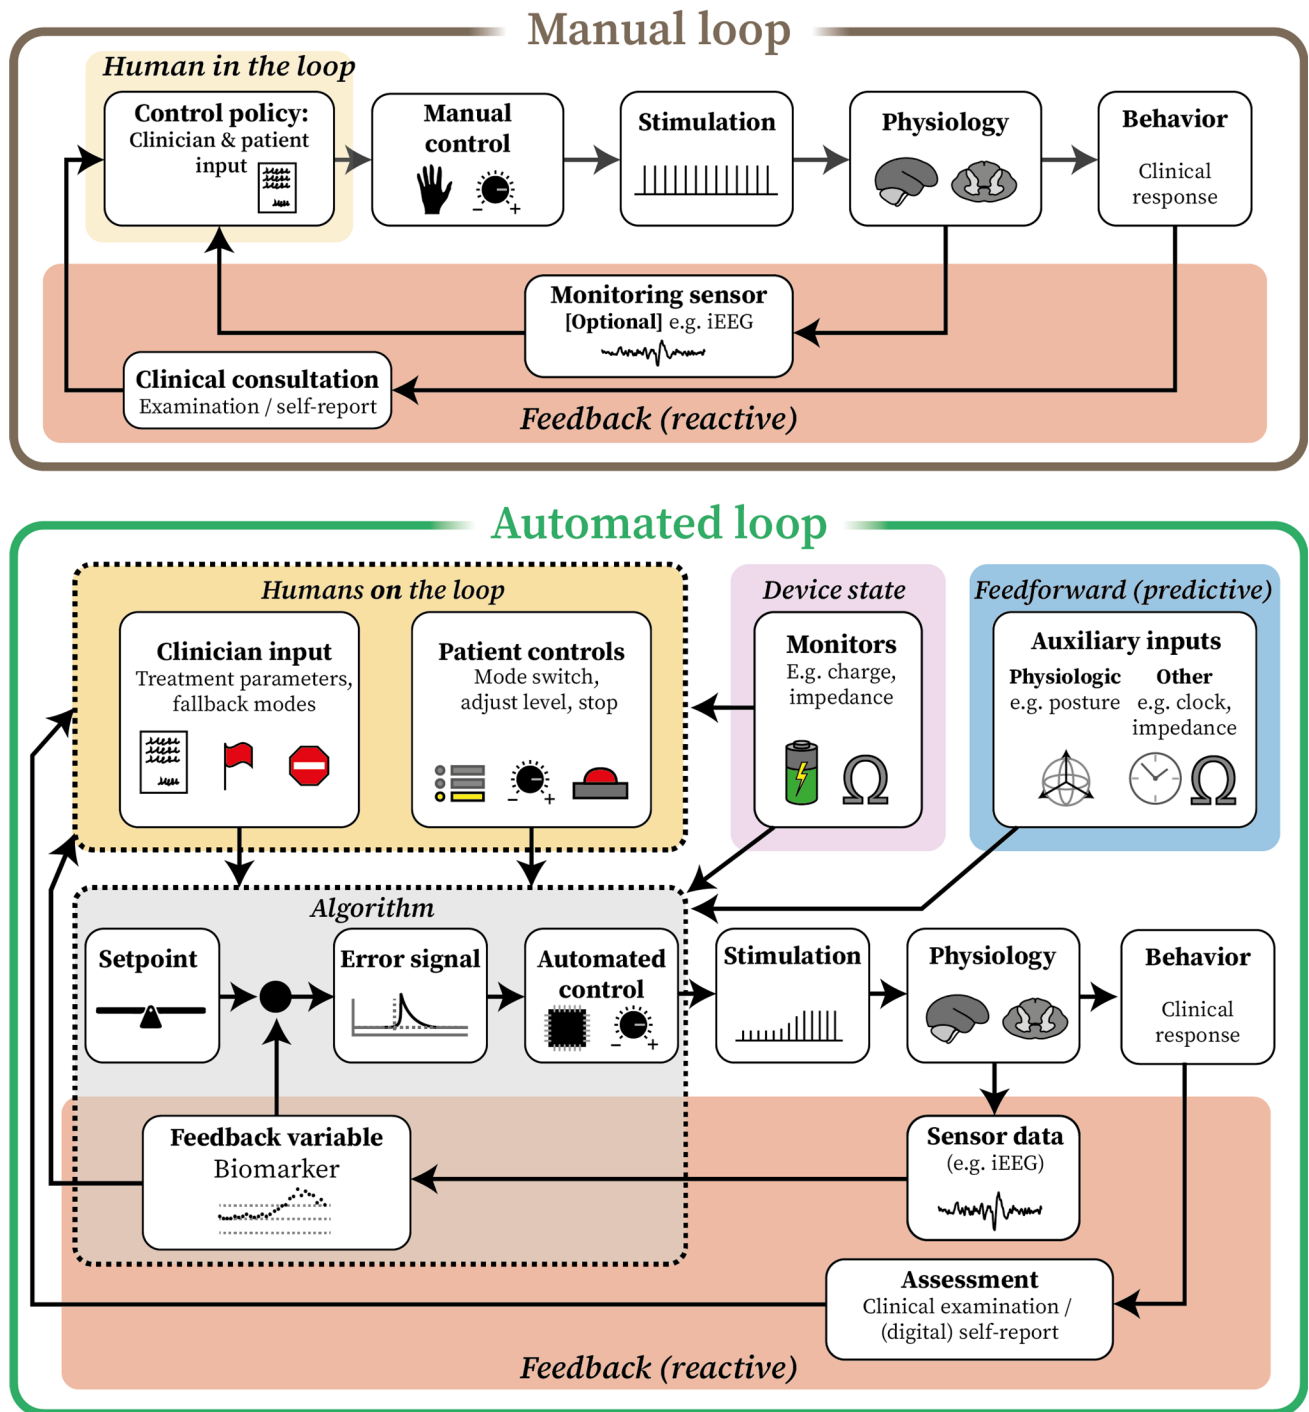 Manual loop
Human in the loop
Control policy:
Clinician & patient
input
Manual
control
- +
Stimulation
Physiology
Behavior
Clinical
response
Monitoring sensor
[Optional] e.g. iEEG
Clinical consultation
Examination / self-report
Feedback (reactive)
Automated loop
Humans on the loop
Clinician input
Treatment parameters,
fallback modes
Patient controls
Mode switch,
adjust level, stop
- +
Device state
Monitors
E.g. charge,
impedance
Ω
Feedforward (predictive)
Auxiliary inputs
Physiologic
e.g. posture
Other
e.g. clock,
impedance
Ω
Algorithm
Setpoint
Error signal
Automated
control
- +
Stimulation
Physiology
Behavior
Clinical
response
Feedback variable
Biomarker
Sensor data
(e.g. iEEG)
Assessment
Clinical examination /
(digital) self-report
Feedback (reactive)